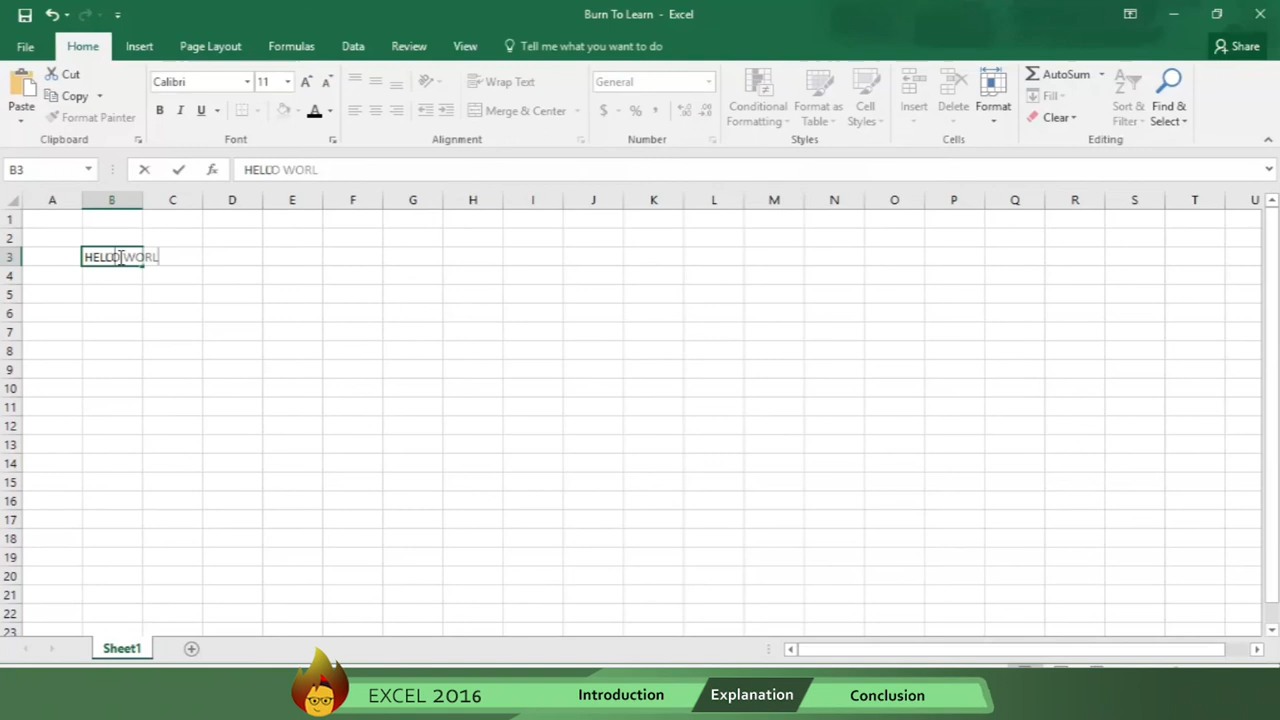 Burn To Learn - Excel
File Home Insert Page Layout Formulas Data Review View Tell me what you want to do Share
Paste Cut Copy Format Painter Clipboard
Calibri 11 B I U A Font
Wrap Text Merge & Center Alignment
General $ % , Number
Conditional Formatting Format as Table Cell Styles Styles
Insert Delete Format Cells
AutoSum Fill Clear Sort & Filter Find & Select Editing
B3 fx HELLO WORL
A B C D E F G H I J K L M N O P Q R S T U
1
2
3 HELLO WORL
4
5
6
7
8
9
10
11
12
13
14
15
16
17
18
19
20
21
22
23
Sheet1
EXCEL 2016 Introduction Explanation Conclusion